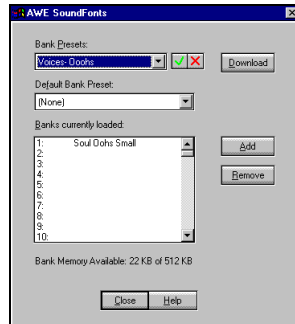 AWE SoundFonts
Bank Presets:
Voices- Ooohs
Download
Default Bank Preset:
(None)
Banks currently loaded:
1: Soul Oohs Small
2:
3:
4:
5:
6:
7:
8:
9:
10:
Add
Remove
Bank Memory Available: 22 KB of 512 KB
Close
Help